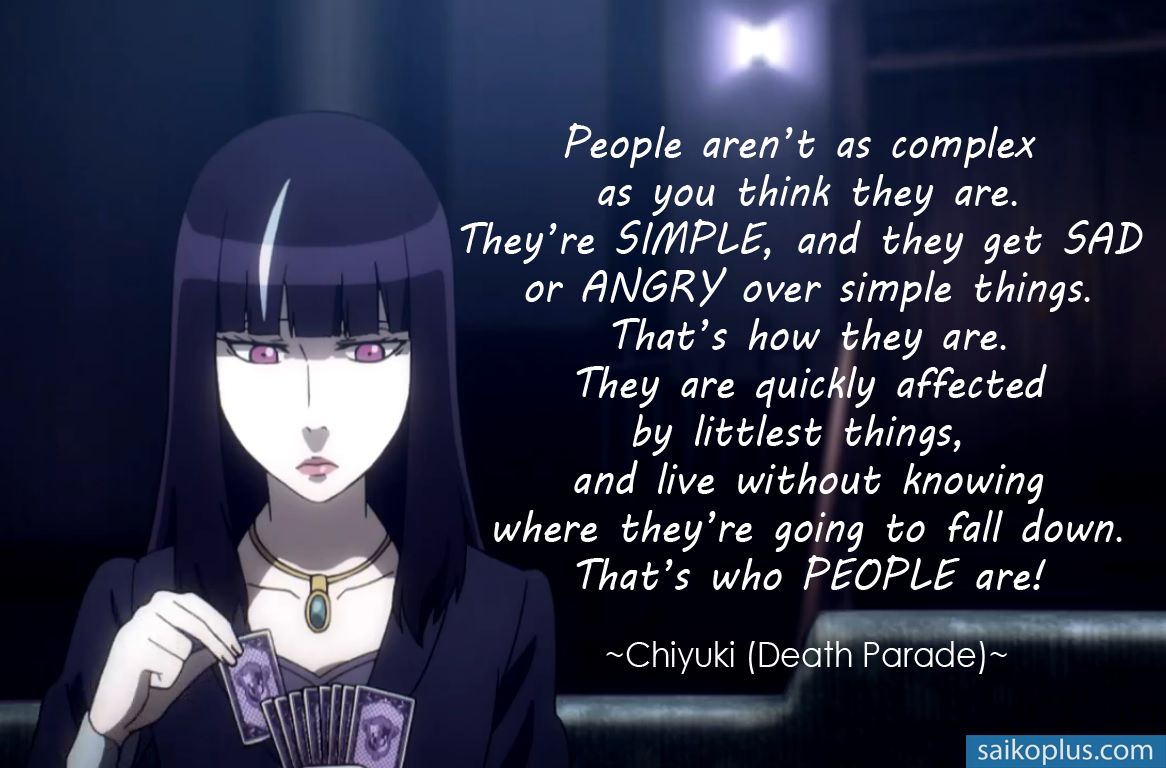 People aren't as complex
as you think they are.
They're SIMPLE, and they get SAD
or ANGRY over simple things.
That's how they are.
They are quickly affected
by littlest things,
and live without knowing
where they're going to fall down.
That's who PEOPLE are!
~Chiyuki (Death Parade)~
saikoplus.com